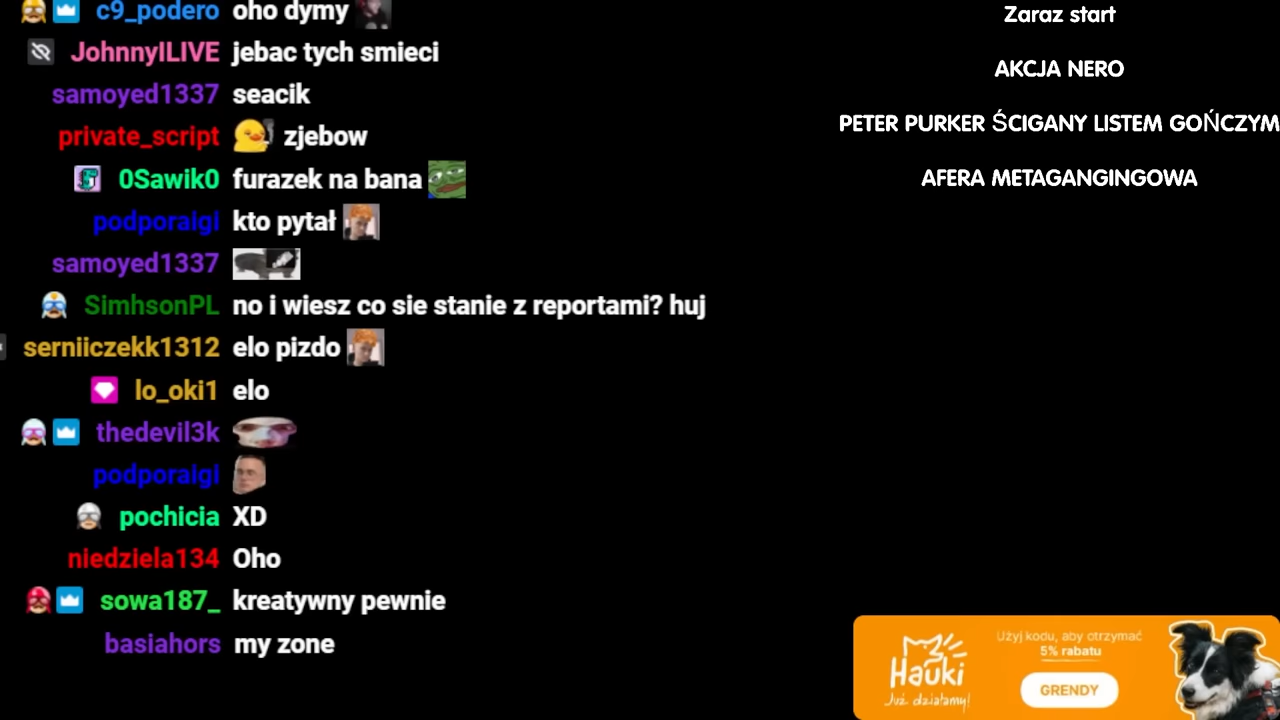 c9_podero oho dymy
JohnnyILIVE jebac tych smieci
samoyed1337 seacik
private_script zjebow
0Sawik0 furazek na bana
podporaigl kto pytał
samoyed1337
SimhsonPL no i wiesz co sie stanie z reportami? huj
serniiczekk1312 elo pizdo
lo_oki1 elo
thedevil3k
podporaigl
pochicia XD
niedziela134 Oho
sowa187_ kreatywny pewnie
basiahors my zone
Zaraz start
AKCJA NERO
PETER PURKER ŚCIGANY LISTEM GOŃCZYM
AFERA METAGANGINGOWA
Hauki
Już działamy!
Użyj kodu, aby otrzymać
5% rabatu
GRENDY